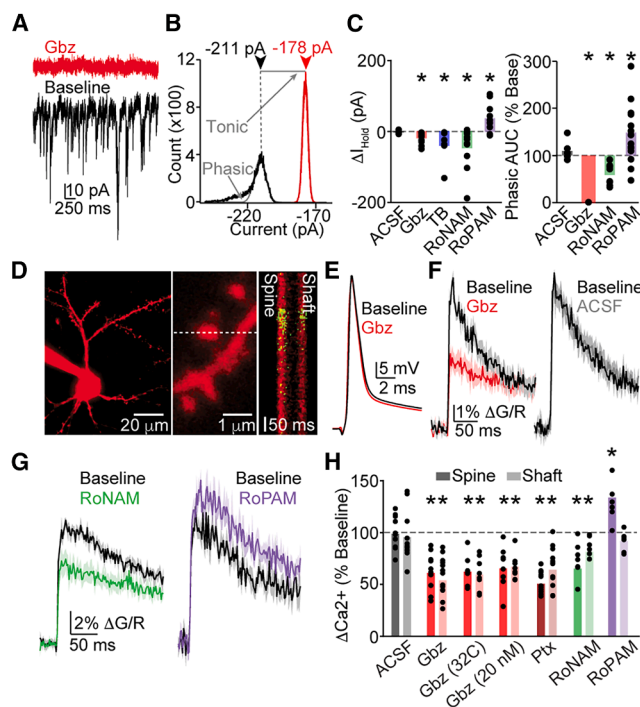 A
Gbz
Baseline
10 pA
250 ms
B
-211 pA
-178 pA
Count (x100)
10
5
0
Tonic
Phasic
-220
-170
Current (pA)
C
ΔI Hold (pA)
200
0
-200
* * * *
ACSF
Gbz
TB
RoNAM
RoPAM
Phasic AUC (% Base)
300
200
100
0
* * *
ACSF
Gbz
RoNAM
RoPAM
D
20 μm
1 μm
Spine
Shaft
50 ms
E
Baseline
Gbz
5 mV
2 ms
F
Baseline
Gbz
Baseline
ACSF
1% ΔG/R
50 ms
G
Baseline
RoNAM
Baseline
RoPAM
2% ΔG/R
50 ms
H
ΔCa2+ (% Baseline)
150
100
50
0
Spine
Shaft
** ** ** ** ** *
ACSF
Gbz
Gbz (32C)
Gbz (20 nM)
Ptx
RoNAM
RoPAM